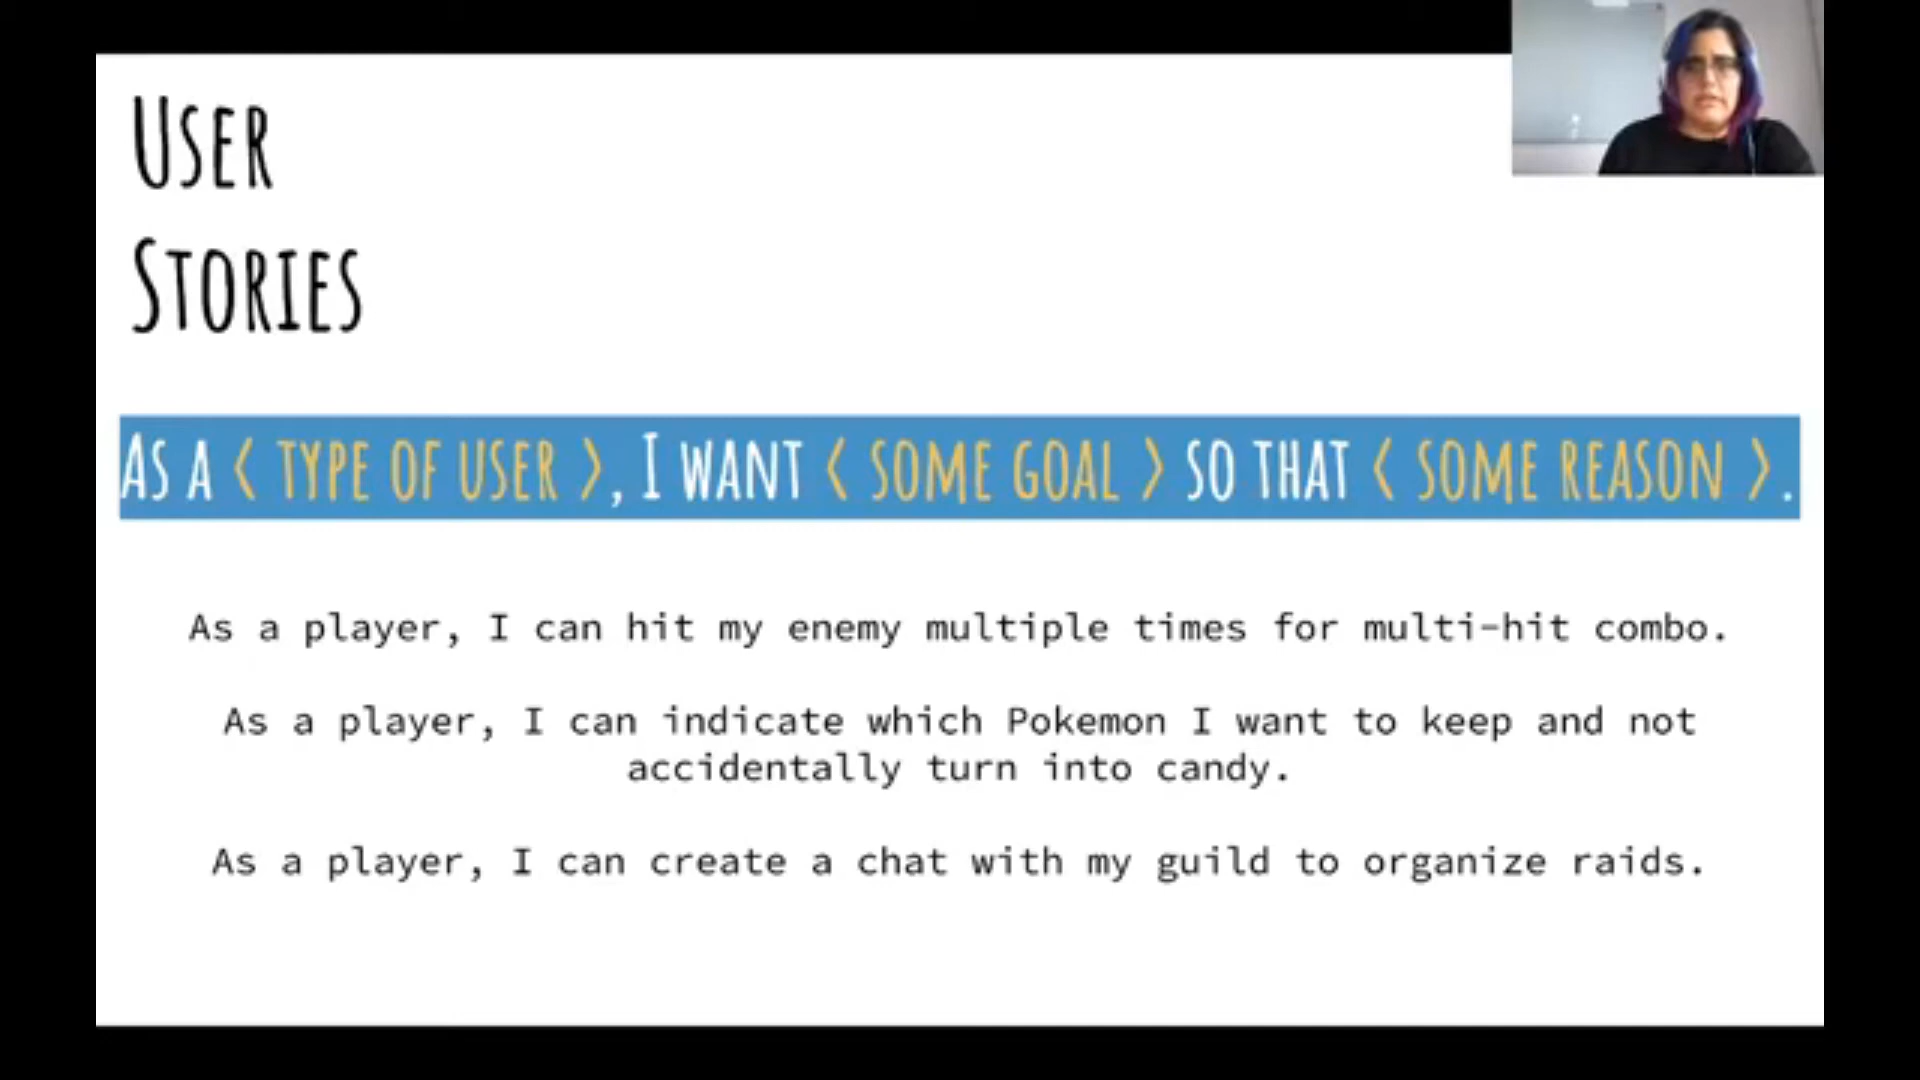 USER
STORIES
AS A < TYPE OF USER >, I WANT < SOME GOAL > SO THAT < SOME REASON >.
As a player, I can hit my enemy multiple times for multi-hit combo.
As a player, I can indicate which Pokemon I want to keep and not
accidentally turn into candy.
As a player, I can create a chat with my guild to organize raids.